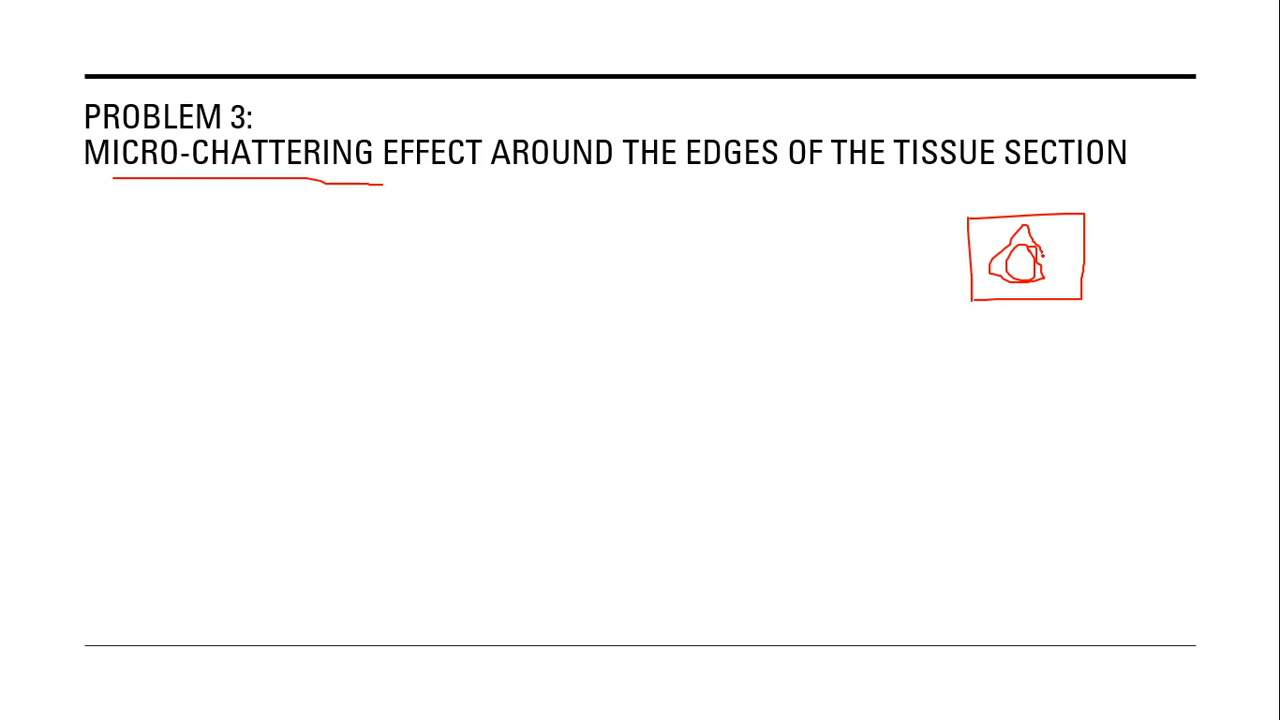 PROBLEM 3:
MICRO-CHATTERING EFFECT AROUND THE EDGES OF THE TISSUE SECTION